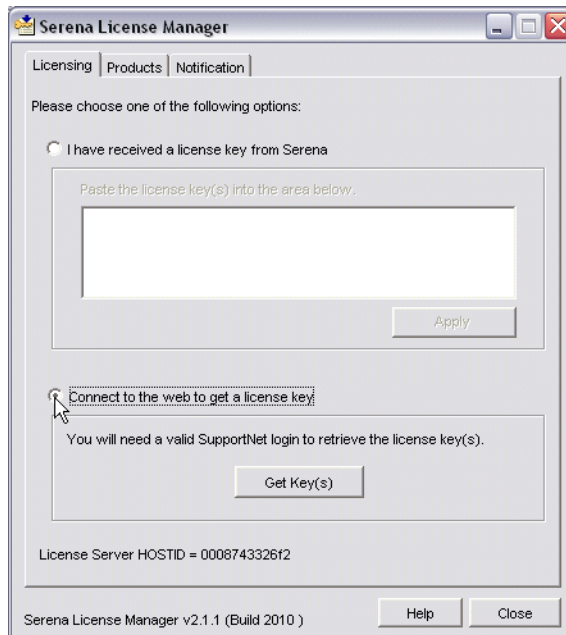 Serena License Manager
Licensing Products Notification
Please choose one of the following options:
I have received a license key from Serena
Paste the license key(s) into the area below.
Apply
Connect to the web to get a license key
You will need a valid SupportNet login to retrieve the license key(s).
Get Key(s)
License Server HOSTID = 0008743326f2
Serena License Manager v2.1.1 (Build 2010 )
Help Close